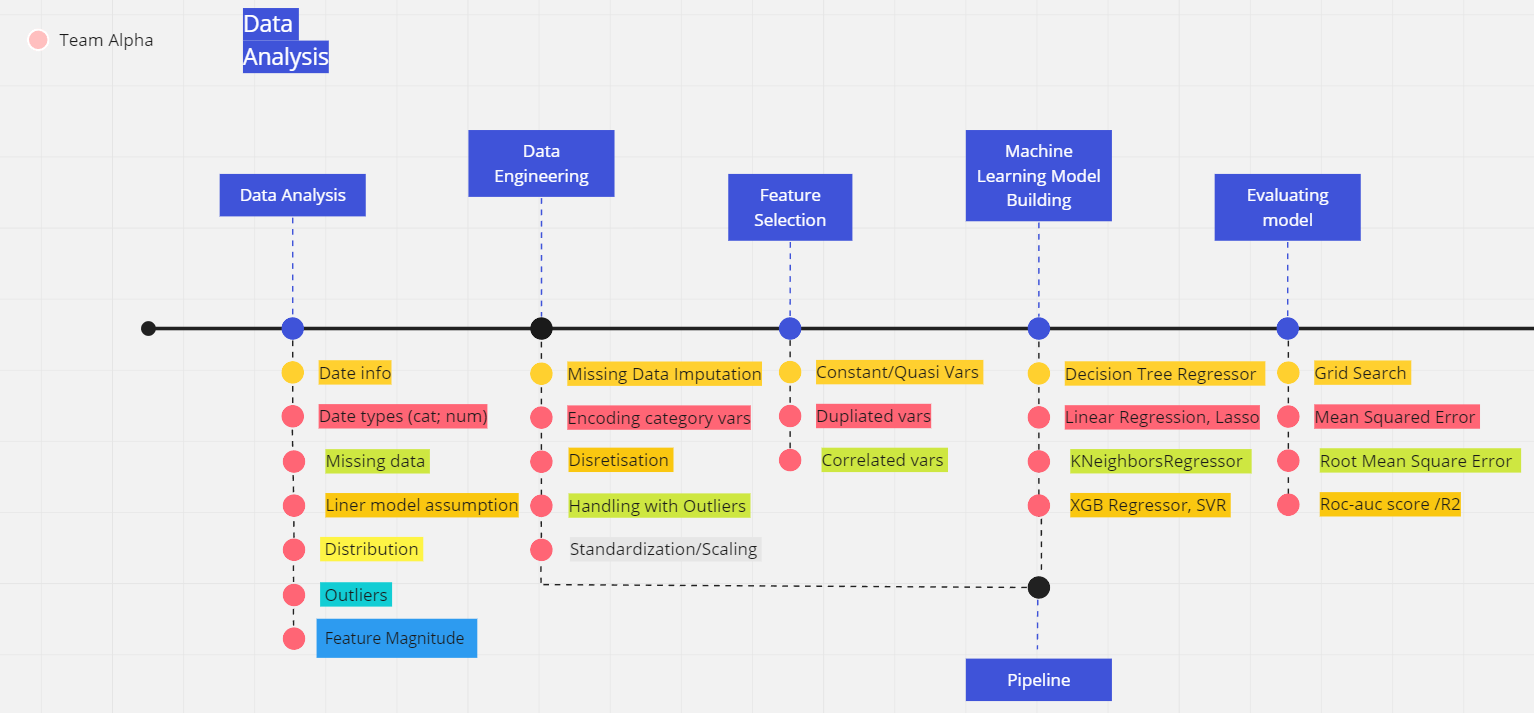 Team Alpha
Data
Analysis
Data Analysis
Data
Engineering
Feature
Selection
Machine
Learning Model
Building
Evaluating
model
Date info
Date types (cat; num)
Missing data
Liner model assumption
Distribution
Outliers
Feature Magnitude
Missing Data Imputation
Encoding category vars
Disretisation
Handling with Outliers
Standardization/Scaling
Constant/Quasi Vars
Dupliated vars
Correlated vars
Decision Tree Regressor
Linear Regression, Lasso
KNeighborsRegressor
XGB Regressor, SVR
Grid Search
Mean Squared Error
Root Mean Square Error
Roc-auc score /R2
Pipeline